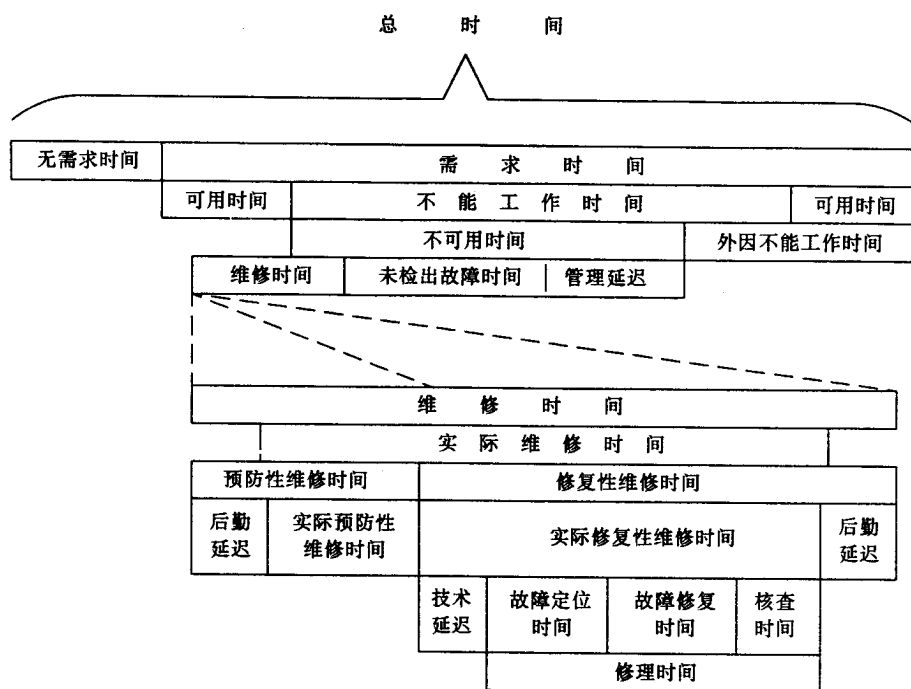 总时间
无需求时间 需求时间
可用时间 不能工作时间 可用时间
不可用时间 外因不能工作时间
维修时间 未检出故障时间 管理延迟
维修时间
实际维修时间
预防性维修时间 修复性维修时间
后勤
延迟
实际预防性
维修时间
实际修复性维修时间
后勤
延迟
技术
延迟
故障定位
时间
故障修复
时间
核查
时间
修理时间